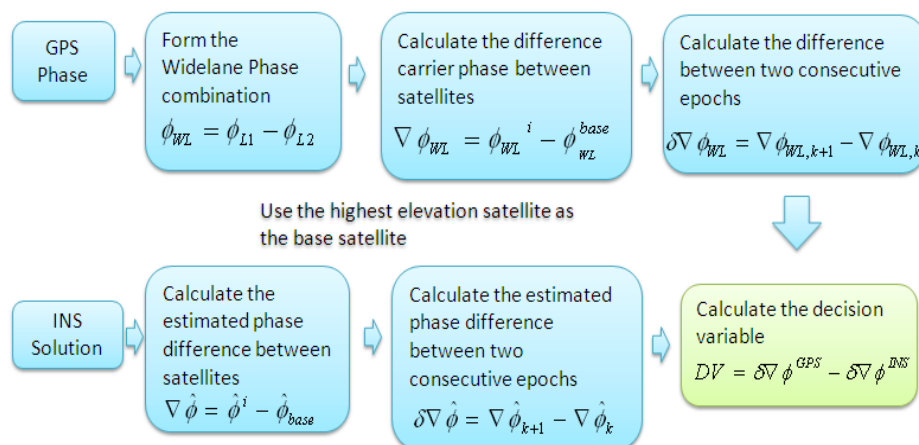 GPS
Phase
Form the
Widelane Phase
combination
ϕ_WL = ϕ_L1 − ϕ_L2
Calculate the difference
carrier phase between
satellites
∇ϕ_WL = ϕ_WL^i − ϕ_WL^base
Calculate the difference
between two consecutive
epochs
δ∇ϕ_WL = ∇ϕ_WL,k+1 − ∇ϕ_WL,k
Use the highest elevation satellite as
the base satellite
INS
Solution
Calculate the
estimated phase
difference between
satellites
∇ϕ̂ = ϕ̂^i − ϕ̂_base
Calculate the estimated
phase difference
between two
consecutive epochs
δ∇ϕ̂ = ∇ϕ̂_k+1 − ∇ϕ̂_k
Calculate the decision
variable
DV = δ∇ϕ^GPS − δ∇ϕ^INS